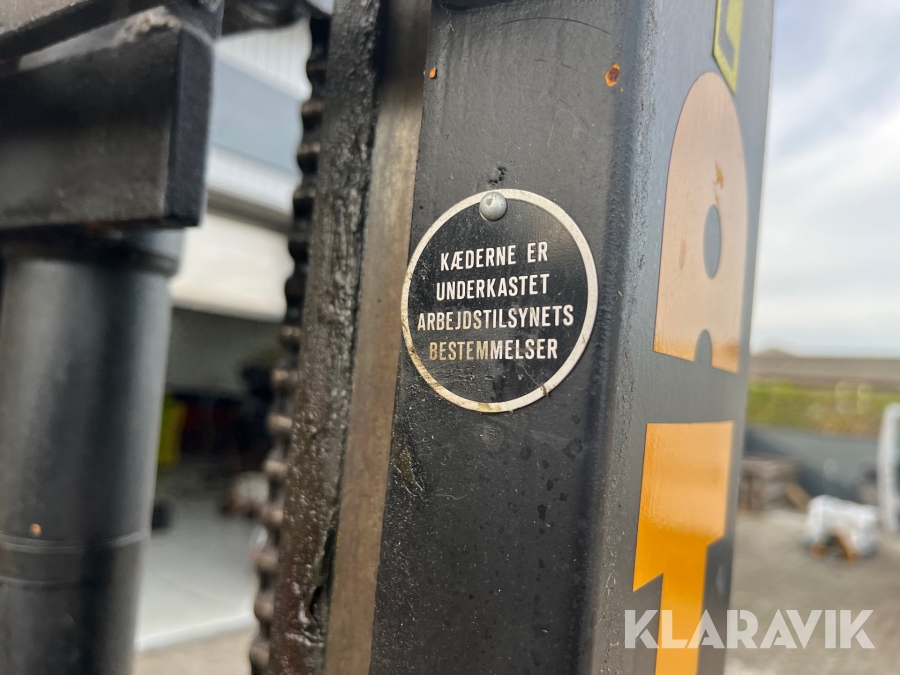 KÆDERNE ER
UNDERKASTET
ARBEJDSTILSYNETS
BESTEMMELSER
KLARAVIK